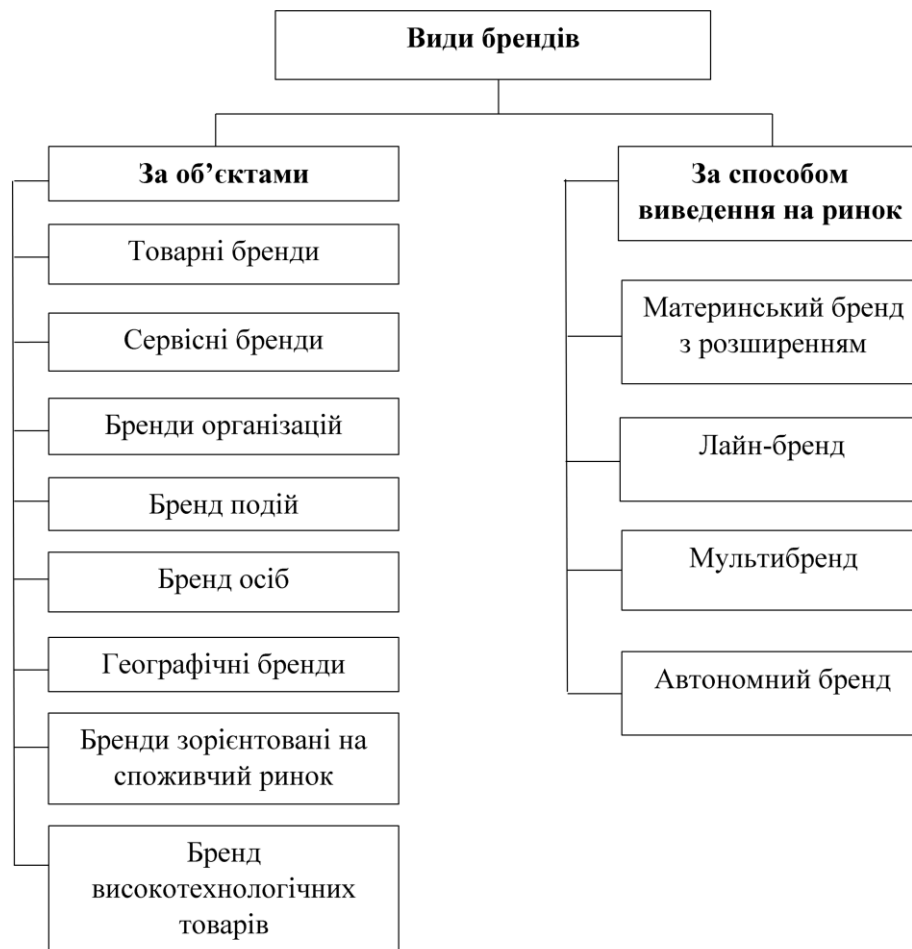 Види брендів
За об’єктами
Товарні бренди
Сервісні бренди
Бренди організацій
Бренд подій
Бренд осіб
Географічні бренди
Бренди зорієнтовані на
споживчий ринок
Бренд
високотехнологічних
товарів
За способом
виведення на ринок
Материнський бренд
з розширенням
Лайн-бренд
Мультибренд
Автономний бренд